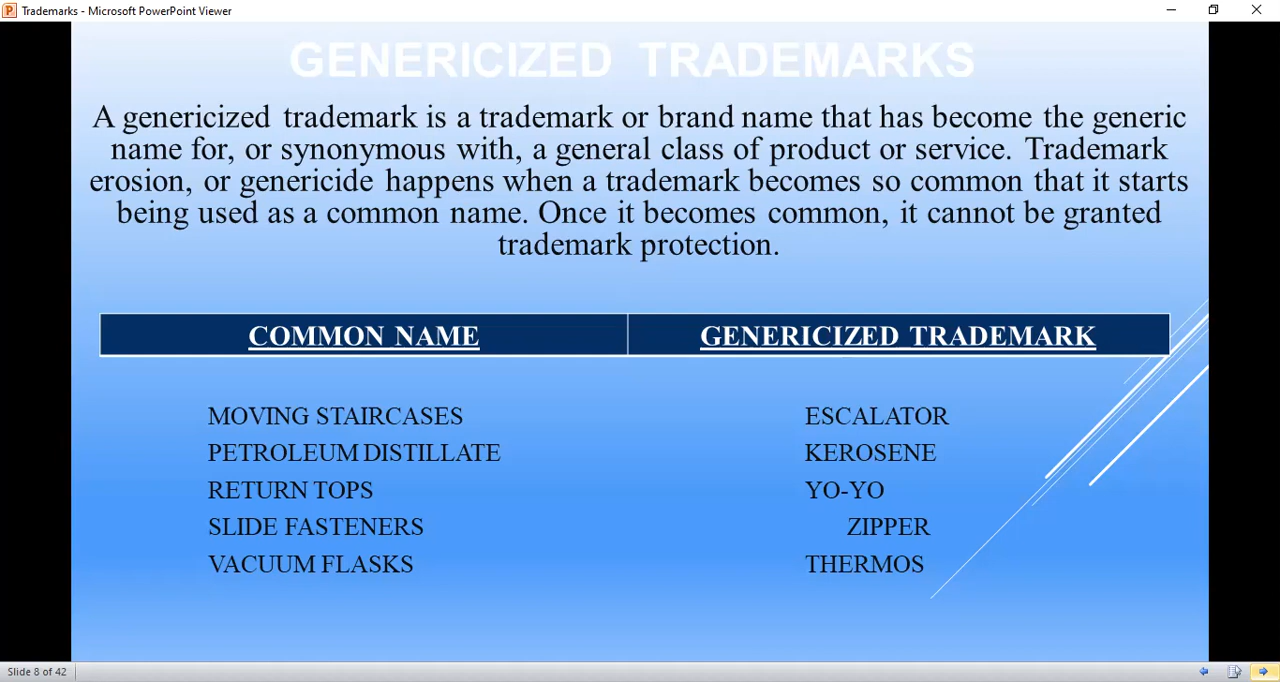 Trademarks - Microsoft PowerPoint Viewer
GENERICIZED TRADEMARKS
A genericized trademark is a trademark or brand name that has become the generic
name for, or synonymous with, a general class of product or service. Trademark
erosion, or genericide happens when a trademark becomes so common that it starts
being used as a common name. Once it becomes common, it cannot be granted
trademark protection.
COMMON NAME GENERICIZED TRADEMARK
MOVING STAIRCASES ESCALATOR
PETROLEUM DISTILLATE KEROSENE
RETURN TOPS YO-YO
SLIDE FASTENERS ZIPPER
VACUUM FLASKS THERMOS
Slide 8 of 42